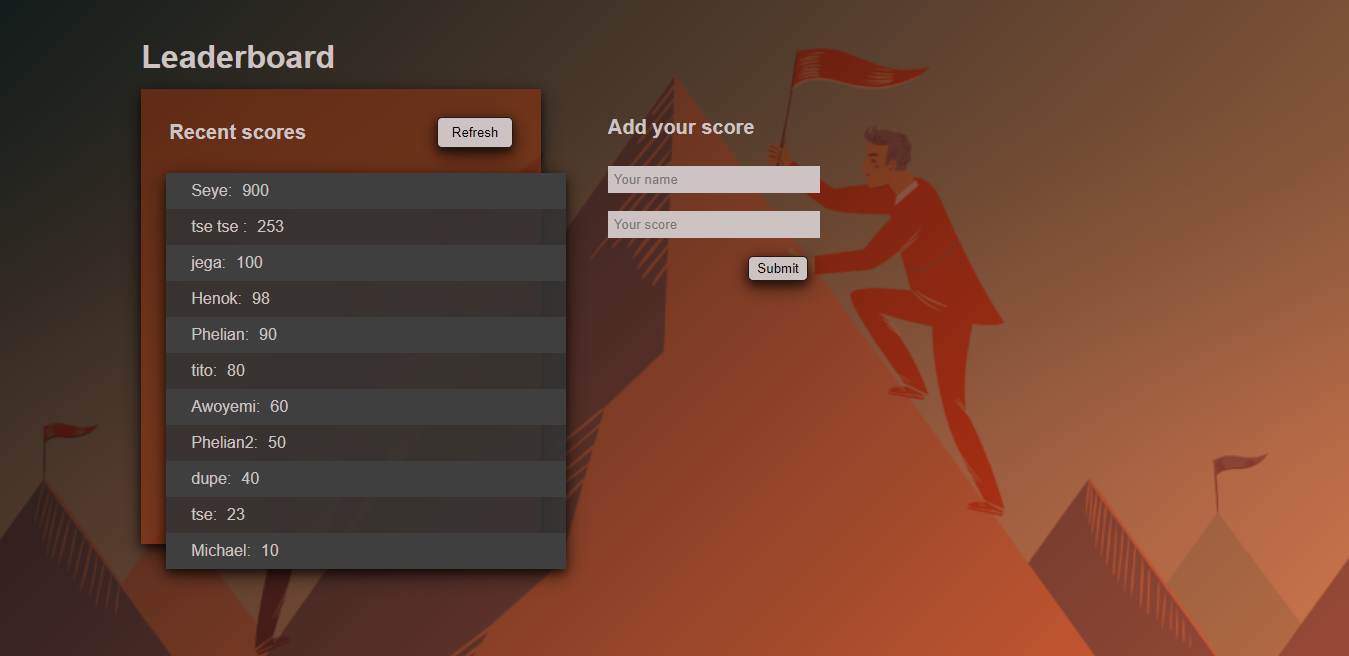 Leaderboard
Recent scores
Refresh
Seye: 900
tse tse : 253
jega: 100
Henok: 98
Phelian: 90
tito: 80
Awoyemi: 60
Phelian2: 50
dupe: 40
tse: 23
Michael: 10
Add your score
Your name
Your score
Submit